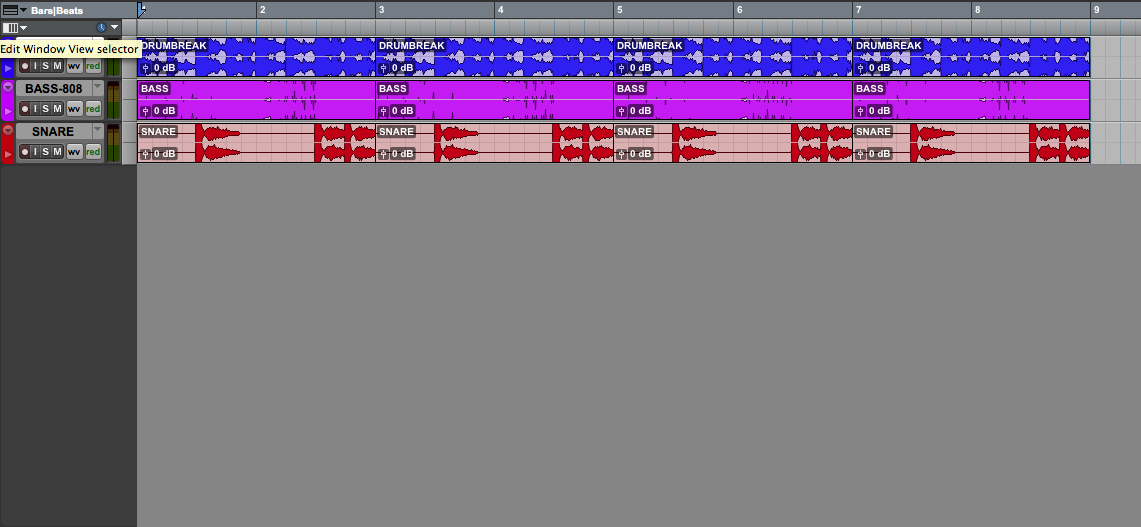 Bars|Beats
2 3 4 5 6 7 8 9
Edit Window View selector
DRUMBREAK DRUMBREAK DRUMBREAK DRUMBREAK
I S M wv red 0 dB 0 dB 0 dB 0 dB
BASS-808 BASS BASS BASS BASS
I S M wv red 0 dB 0 dB 0 dB 0 dB
SNARE SNARE SNARE SNARE SNARE
I S M wv red 0 dB 0 dB 0 dB 0 dB